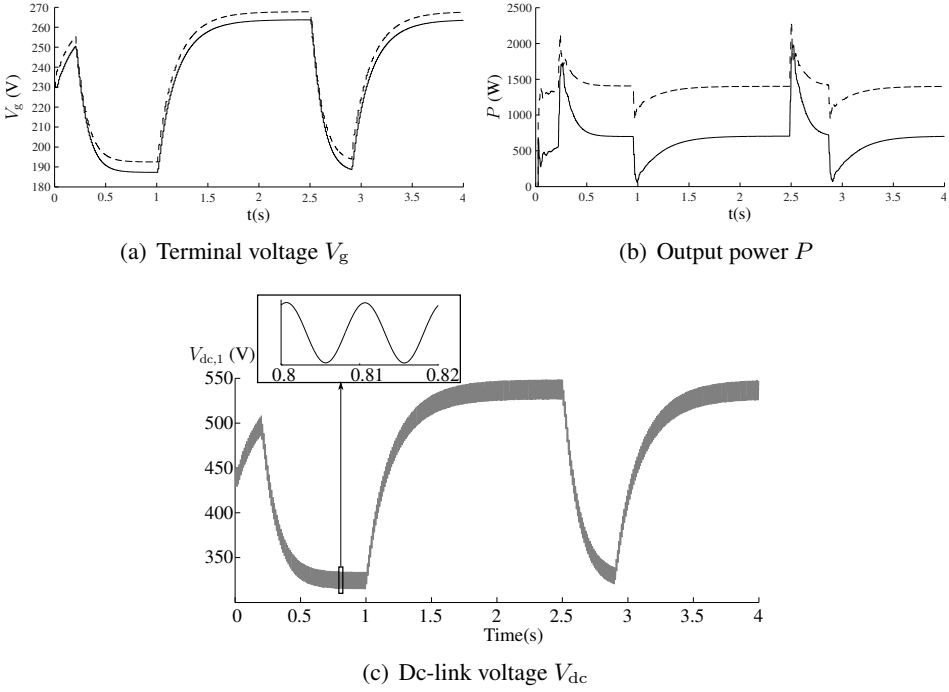 270
260
250
240
230
220
210
200
190
180
V_g (V)
0 0.5 1 1.5 2 2.5 3 3.5 4
t(s)
(a) Terminal voltage V_g
2500
2000
1500
1000
500
0
P (W)
0 0.5 1 1.5 2 2.5 3 3.5 4
t(s)
(b) Output power P
0.8 0.81 0.82
V_dc,1 (V)
550
500
450
400
350
0 0.5 1 1.5 2 2.5 3 3.5 4
Time(s)
(c) Dc-link voltage V_dc